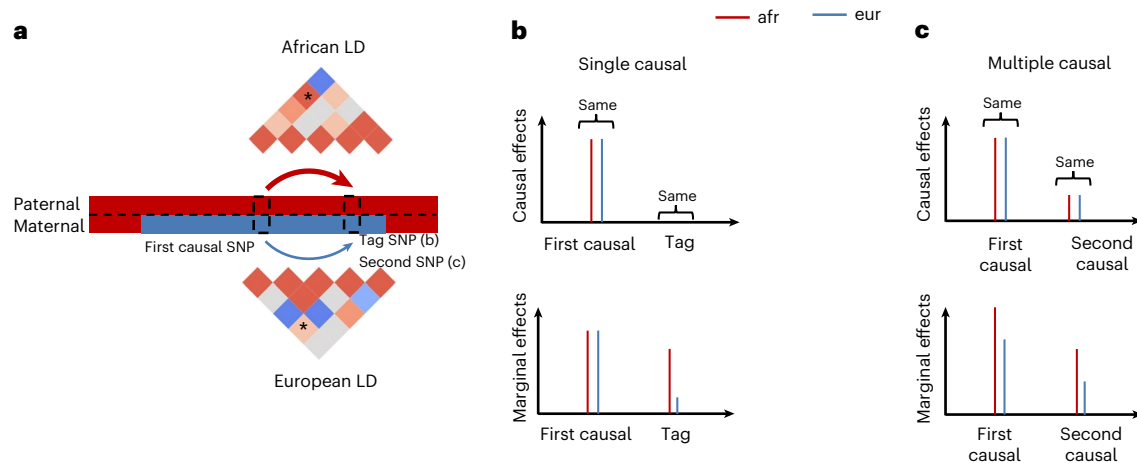 a
African LD
*
Paternal
Maternal
First causal SNP
Tag SNP (b)
Second SNP (c)
*
European LD
afr
eur
b
Single causal
Causal effects
Same
Same
First causal
Tag
Marginal effects
First causal
Tag
c
Multiple causal
Causal effects
Same
Same
First
causal
Second
causal
Marginal effects
First
causal
Second
causal